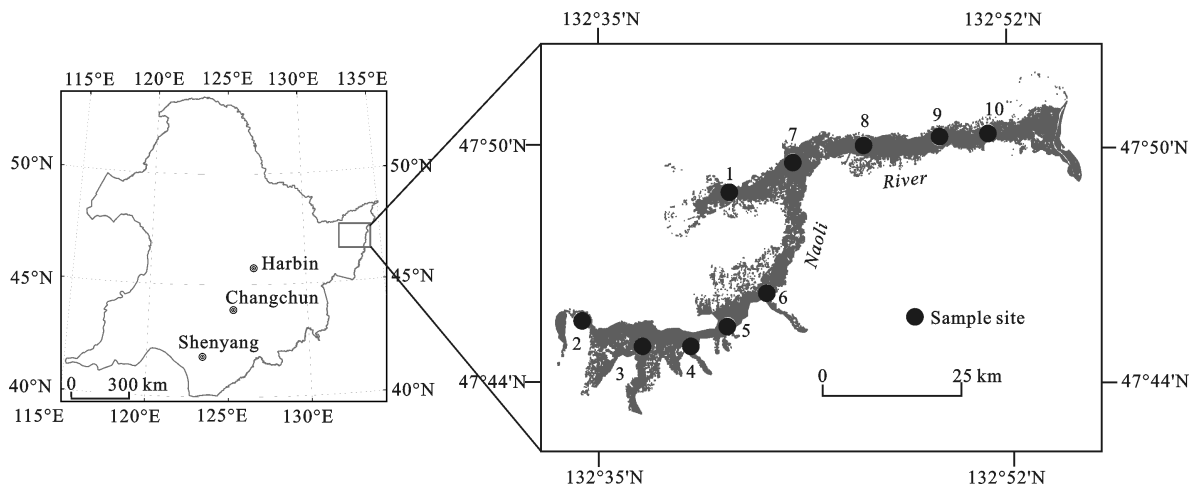 132°35'N 132°52'N
115°E 120°E 125°E 130°E 135°E
50°N 50°N
45°N 45°N
40°N 40°N
Harbin
Changchun
Shenyang
0 300 km
115°E 120°E 125°E 130°E
47°50'N 47°50'N
47°44'N 47°44'N
1 7 8 9 10
River
Naoli
6
5
2 3 4
Sample site
0 25 km
132°35'N 132°52'N